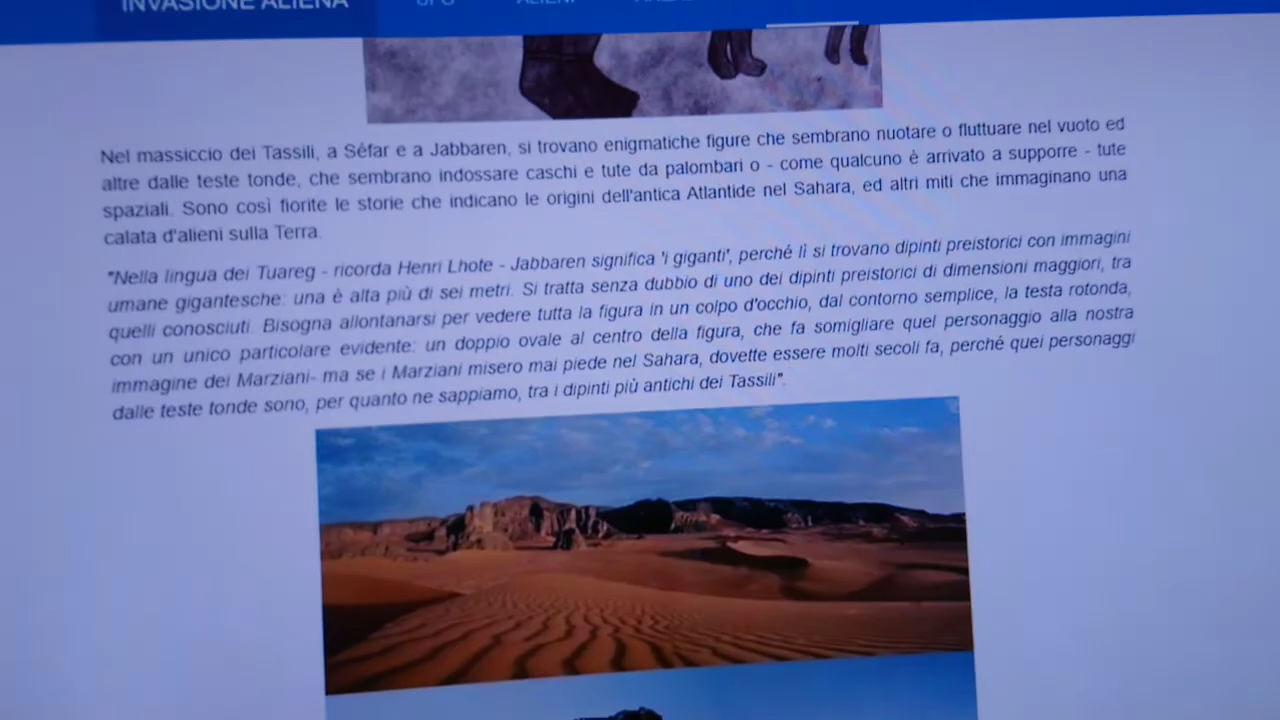 INVASIONE ALIENA
Nel massiccio dei Tassili, a Séfar e a Jabbaren, si trovano enigmatiche figure che sembrano nuotare o fluttuare nel vuoto ed
altre dalle teste tonde, che sembrano indossare caschi e tute da palombari o - come qualcuno è arrivato a supporre - tute
spaziali. Sono così fiorite le storie che indicano le origini dell'antica Atlantide nel Sahara, ed altri miti che immaginano una
calata d'alieni sulla Terra.
"Nella lingua dei Tuareg - ricorda Henri Lhote - Jabbaren significa 'i giganti', perché lì si trovano dipinti preistorici con immagini
umane gigantesche: una è alta più di sei metri. Si tratta senza dubbio di uno dei dipinti preistorici di dimensioni maggiori, tra
quelli conosciuti. Bisogna allontanarsi per vedere tutta la figura in un colpo d'occhio, dal contorno semplice, la testa rotonda,
con un unico particolare evidente: un doppio ovale al centro della figura, che fa somigliare quel personaggio alla nostra
immagine dei Marziani- ma se i Marziani misero mai piede nel Sahara, dovette essere molti secoli fa, perché quei personaggi
dalle teste tonde sono, per quanto ne sappiamo, tra i dipinti più antichi dei Tassili".